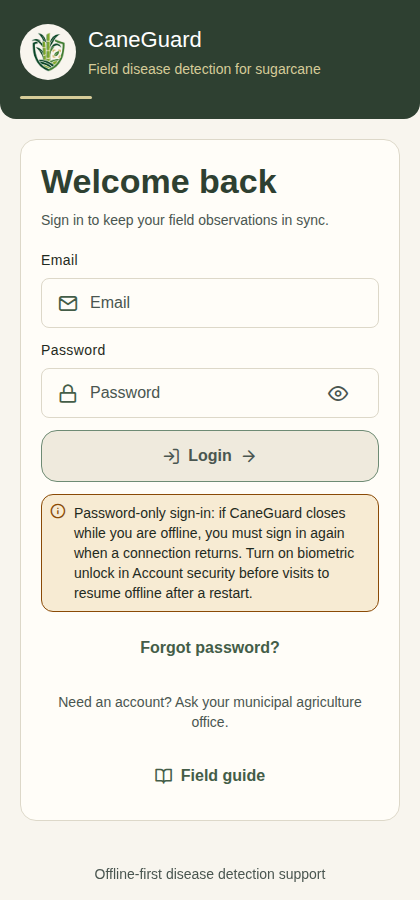 CaneGuard
Field disease detection for sugarcane
Welcome back
Sign in to keep your field observations in sync.
Email
Email
Password
Password
Login
Password-only sign-in: if CaneGuard closes
while you are offline, you must sign in again
when a connection returns. Turn on biometric
unlock in Account security before visits to
resume offline after a restart.
Forgot password?
Need an account? Ask your municipal agriculture
office.
Field guide
Offline-first disease detection support